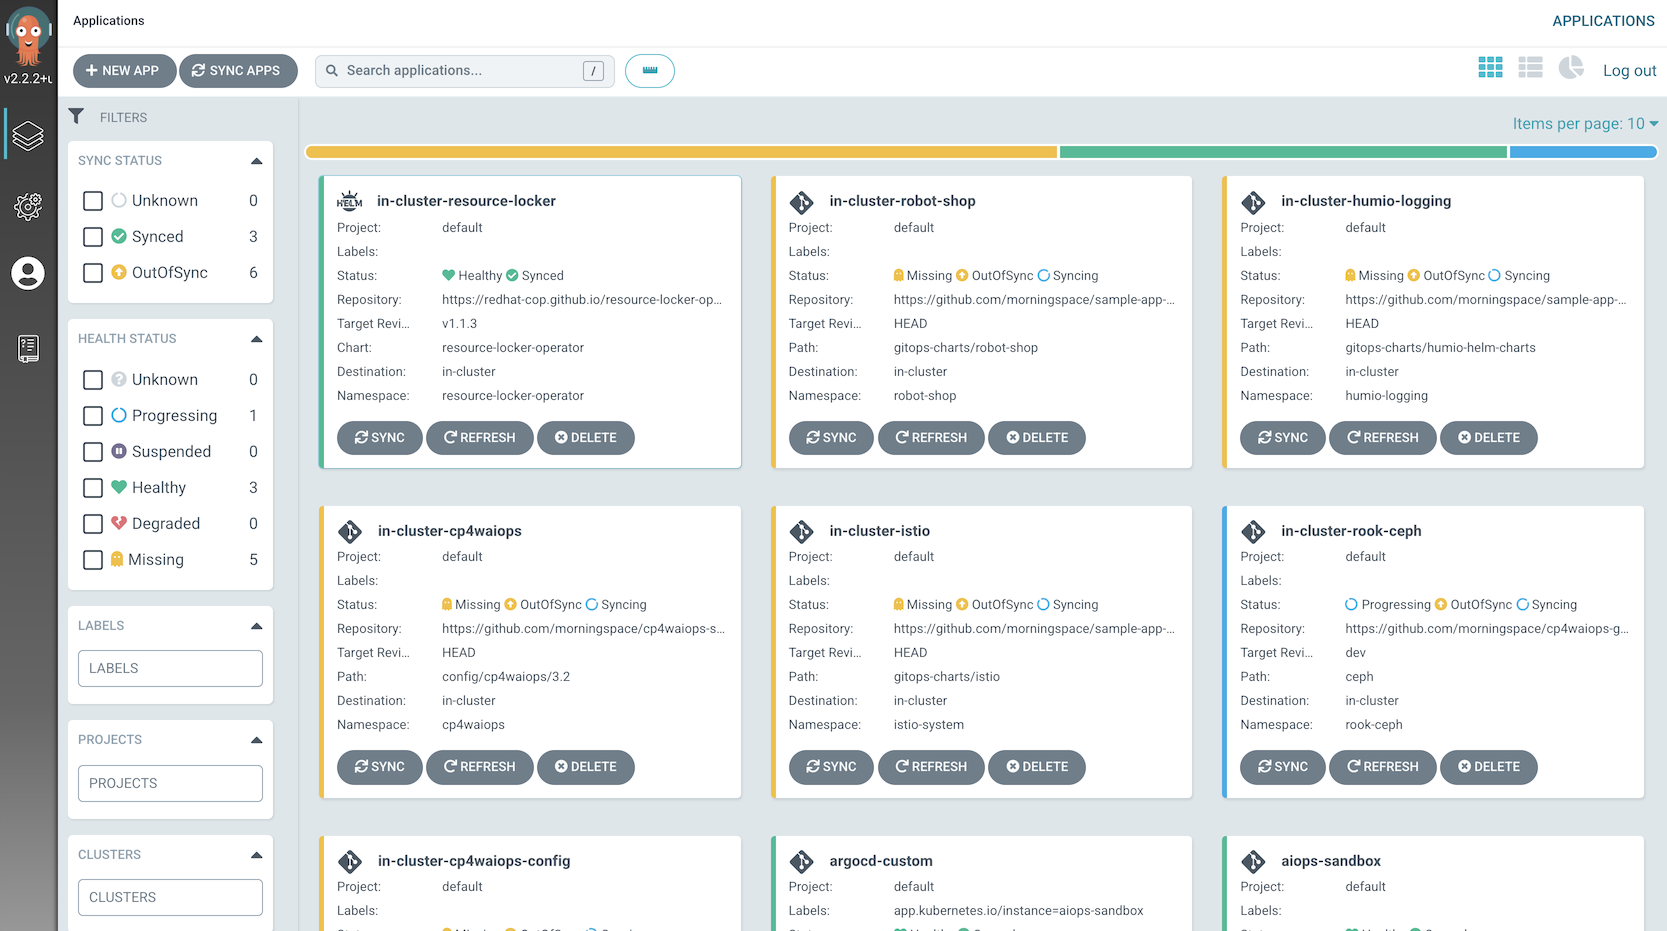 Applications
APPLICATIONS
v2.2.2+u
NEW APP
SYNC APPS
Search applications...
/
Log out
FILTERS
Items per page: 10
SYNC STATUS
Unknown 0
Synced 3
OutOfSync 6
HEALTH STATUS
Unknown 0
Progressing 1
Suspended 0
Healthy 3
Degraded 0
Missing 5
LABELS
LABELS
PROJECTS
PROJECTS
CLUSTERS
CLUSTERS
HELM
in-cluster-resource-locker
Project: default
Labels:
Status: Healthy Synced
Repository: https://redhat-cop.github.io/resource-locker-op...
Target Revi... v1.1.3
Chart: resource-locker-operator
Destination: in-cluster
Namespace: resource-locker-operator
SYNC REFRESH DELETE
in-cluster-robot-shop
Project: default
Labels:
Status: Missing OutOfSync Syncing
Repository: https://github.com/morningspace/sample-app-...
Target Revi... HEAD
Path: gitops-charts/robot-shop
Destination: in-cluster
Namespace: robot-shop
SYNC REFRESH DELETE
in-cluster-humio-logging
Project: default
Labels:
Status: Missing OutOfSync Syncing
Repository: https://github.com/morningspace/sample-app-...
Target Revi... HEAD
Path: gitops-charts/humio-helm-charts
Destination: in-cluster
Namespace: humio-logging
SYNC REFRESH DELETE
in-cluster-cp4waiops
Project: default
Labels:
Status: Missing OutOfSync Syncing
Repository: https://github.com/morningspace/cp4waiops-s...
Target Revi... HEAD
Path: config/cp4waiops/3.2
Destination: in-cluster
Namespace: cp4waiops
SYNC REFRESH DELETE
in-cluster-istio
Project: default
Labels:
Status: Missing OutOfSync Syncing
Repository: https://github.com/morningspace/sample-app-...
Target Revi... HEAD
Path: gitops-charts/istio
Destination: in-cluster
Namespace: istio-system
SYNC REFRESH DELETE
in-cluster-rook-ceph
Project: default
Labels:
Status: Progressing OutOfSync Syncing
Repository: https://github.com/morningspace/cp4waiops-g...
Target Revi... dev
Path: ceph
Destination: in-cluster
Namespace: rook-ceph
SYNC REFRESH DELETE
in-cluster-cp4waiops-config
Project: default
Labels:
argocd-custom
Project: default
Labels: app.kubernetes.io/instance=aiops-sandbox
aiops-sandbox
Project: default
Labels: